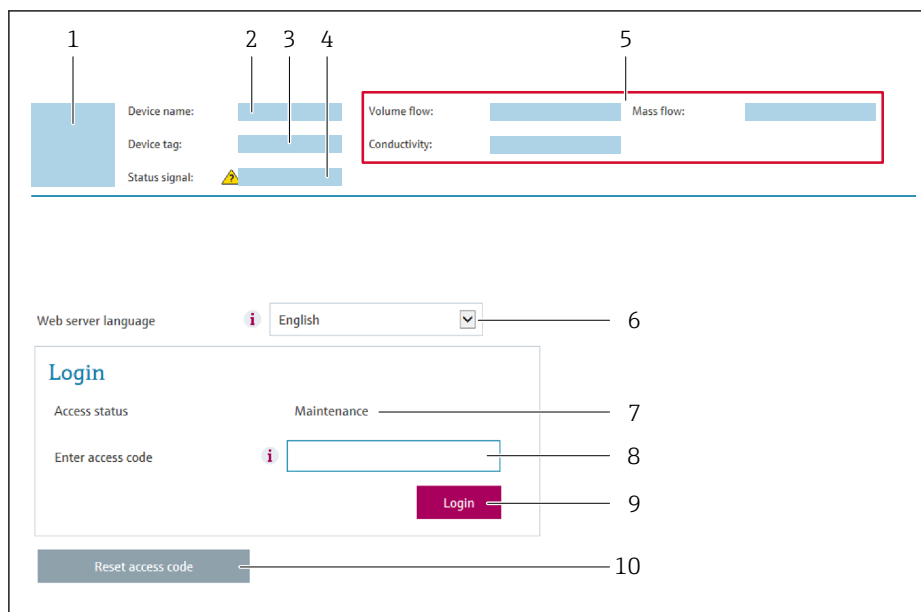 1 2 3 4 5
Device name: Volume flow: Mass flow:
Device tag: Conductivity:
Status signal: ?
Web server language i English 6
Login
Access status Maintenance 7
Enter access code i 8
Login 9
Reset access code 10